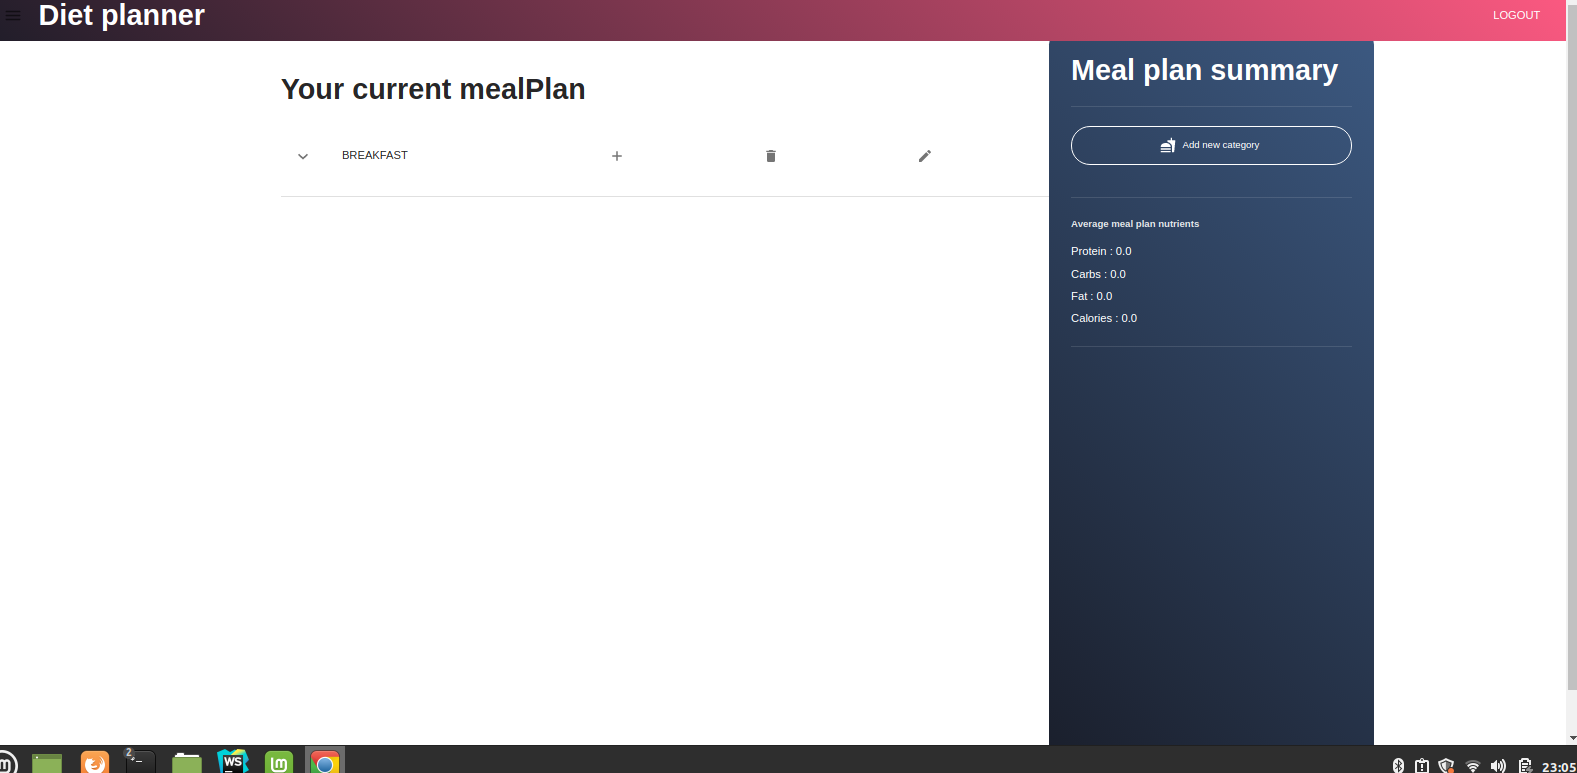 Diet planner
LOGOUT
Your current mealPlan
BREAKFAST
Meal plan summary
Add new category
Average meal plan nutrients
Protein : 0.0
Carbs : 0.0
Fat : 0.0
Calories : 0.0
2
WS
23:05